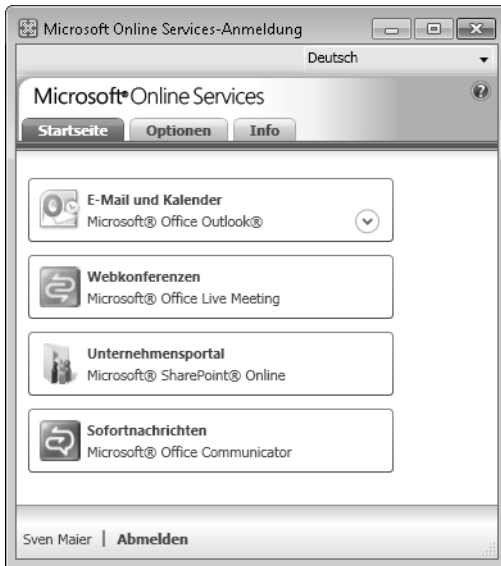 Microsoft Online Services-Anmeldung
Deutsch
Microsoft® Online Services
Startseite Optionen Info
E-Mail und Kalender
Microsoft® Office Outlook®
Webkonferenzen
Microsoft® Office Live Meeting
Unternehmensportal
Microsoft® SharePoint® Online
Sofortnachrichten
Microsoft® Office Communicator
Sven Maier | Abmelden